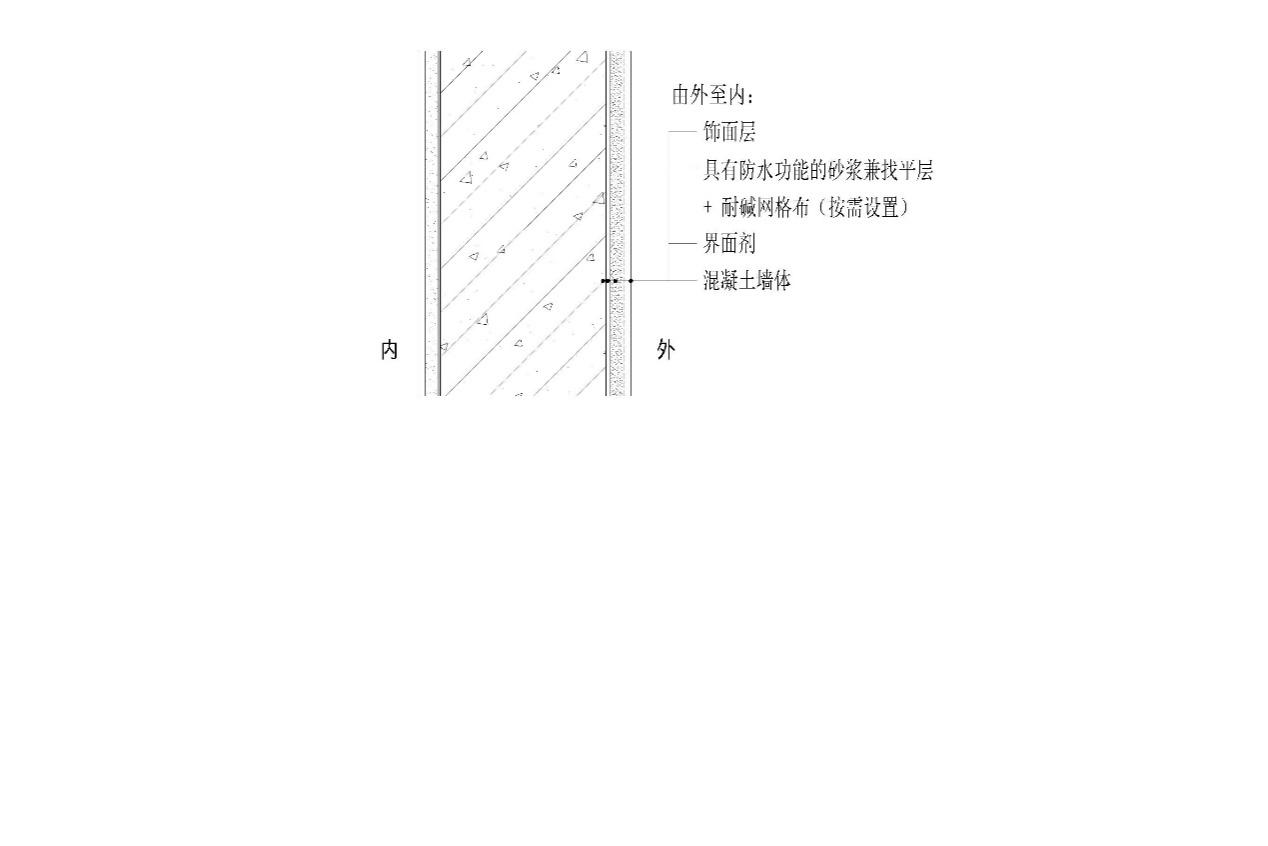 由外至内：
饰面层
具有防水功能的砂浆兼找平层
+ 耐碱网格布（按需设置）
界面剂
混凝土墙体
内
外